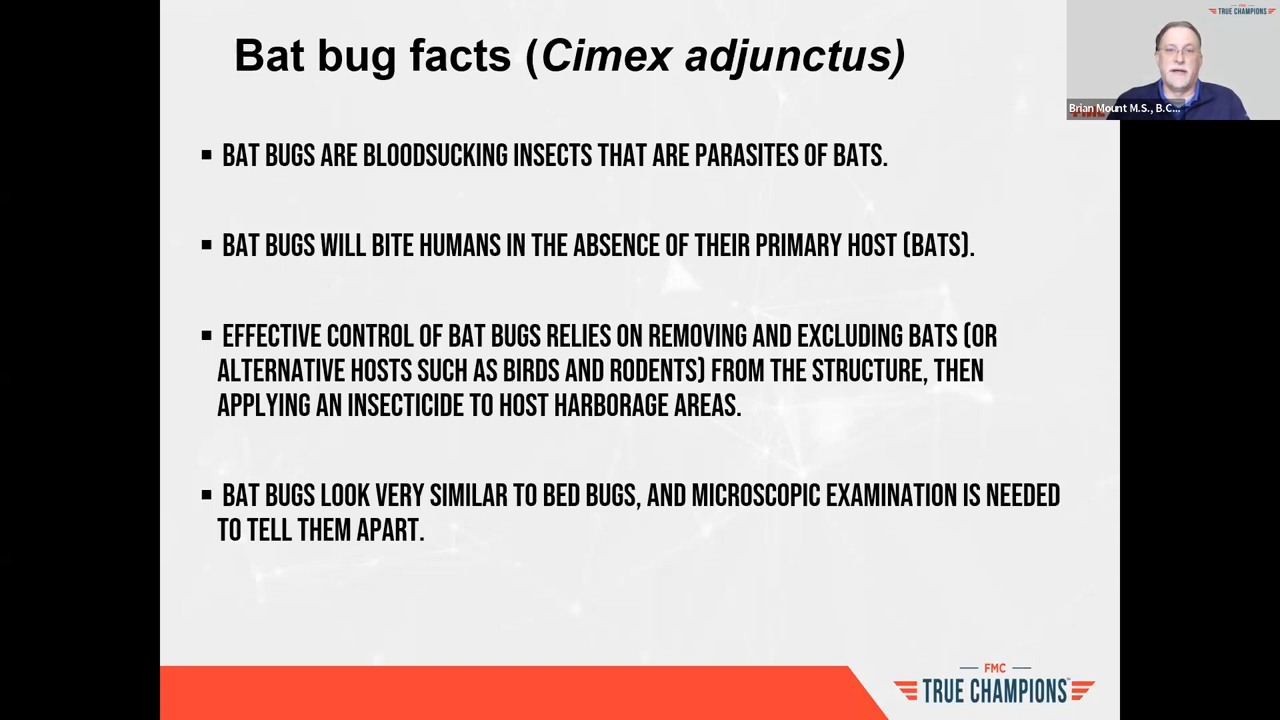 Bat bug facts (Cimex adjunctus)
TRUE CHAMPIONS
Brian Mount M.S., B.C...
▪ BAT BUGS ARE BLOODSUCKING INSECTS THAT ARE PARASITES OF BATS.
▪ BAT BUGS WILL BITE HUMANS IN THE ABSENCE OF THEIR PRIMARY HOST (BATS).
▪ EFFECTIVE CONTROL OF BAT BUGS RELIES ON REMOVING AND EXCLUDING BATS (OR
ALTERNATIVE HOSTS SUCH AS BIRDS AND RODENTS) FROM THE STRUCTURE, THEN
APPLYING AN INSECTICIDE TO HOST HARBORAGE AREAS.
▪ BAT BUGS LOOK VERY SIMILAR TO BED BUGS, AND MICROSCOPIC EXAMINATION IS NEEDED
TO TELL THEM APART.
FMC
TRUE CHAMPIONS